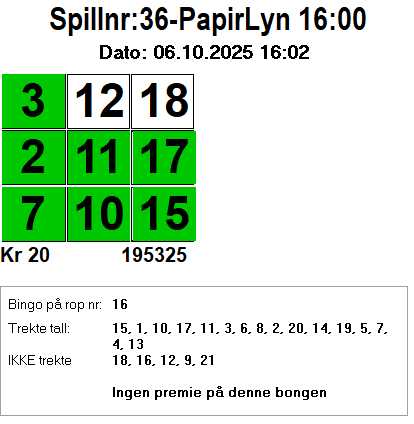 Spillnr:36-PapirLyn 16:00
Dato: 06.10.2025 16:02
3 12 18
2 11 17
7 10 15
Kr 20 195325
Bingo på rop nr: 16
Trekte tall: 15, 1, 10, 17, 11, 3, 6, 8, 2, 20, 14, 19, 5, 7,
4, 13
IKKE trekte 18, 16, 12, 9, 21
Ingen premie på denne bongen